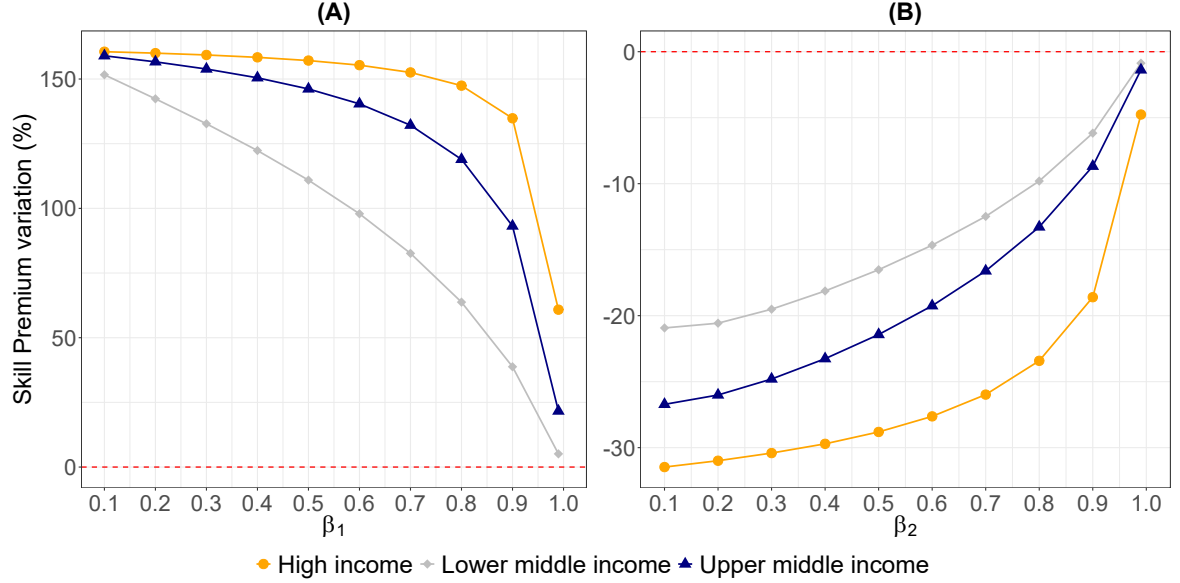 (A)
(B)
Skill Premium variation (%)
150
100
50
0
0
-10
-20
-30
0.1 0.2 0.3 0.4 0.5 0.6 0.7 0.8 0.9 1.0
0.1 0.2 0.3 0.4 0.5 0.6 0.7 0.8 0.9 1.0
β₁
β₂
High income Lower middle income Upper middle income